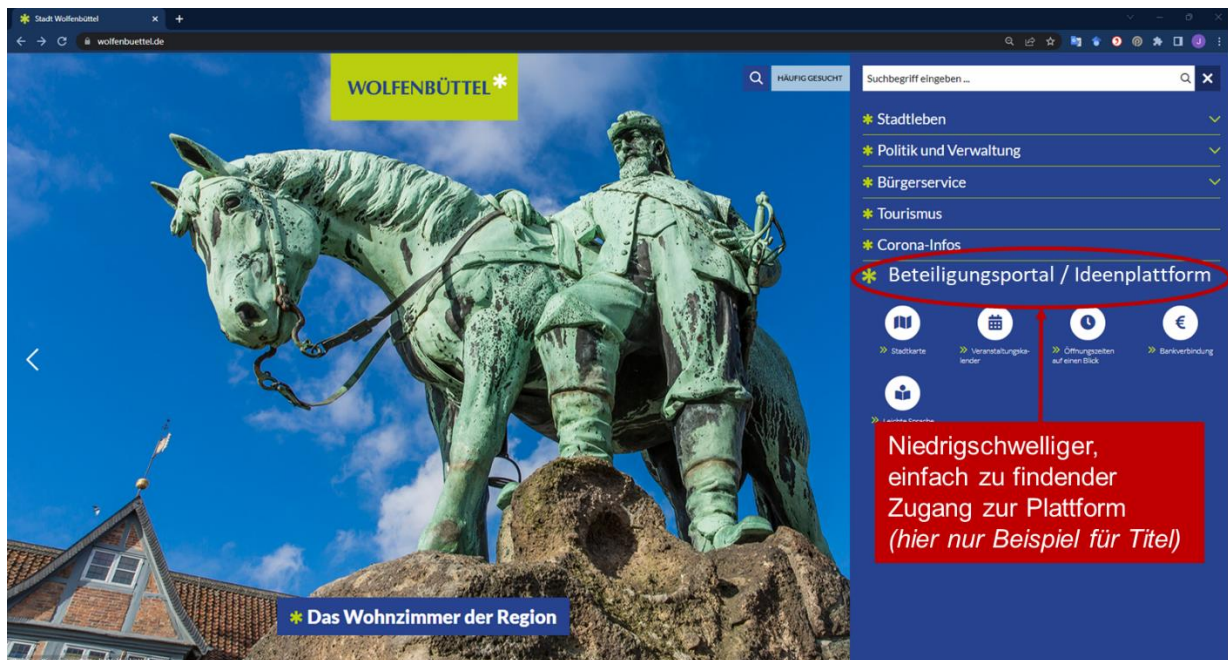 Stadt Wolfenbüttel
wolfenbuettel.de
WOLFENBÜTTEL
HÄUFIG GESUCHT
Suchbegriff eingeben ...
Stadtleben
Politik und Verwaltung
Bürgerservice
Tourismus
Corona-Infos
Beteiligungsportal / Ideenplattform
Stadtkarte
Veranstaltungska-
lender
Öffnungszeiten
auf einen Blick
Bankverbindung
Leichte Sprache
Niedrigschwelliger,
einfach zu findender
Zugang zur Plattform
(hier nur Beispiel für Titel)
Das Wohnzimmer der Region